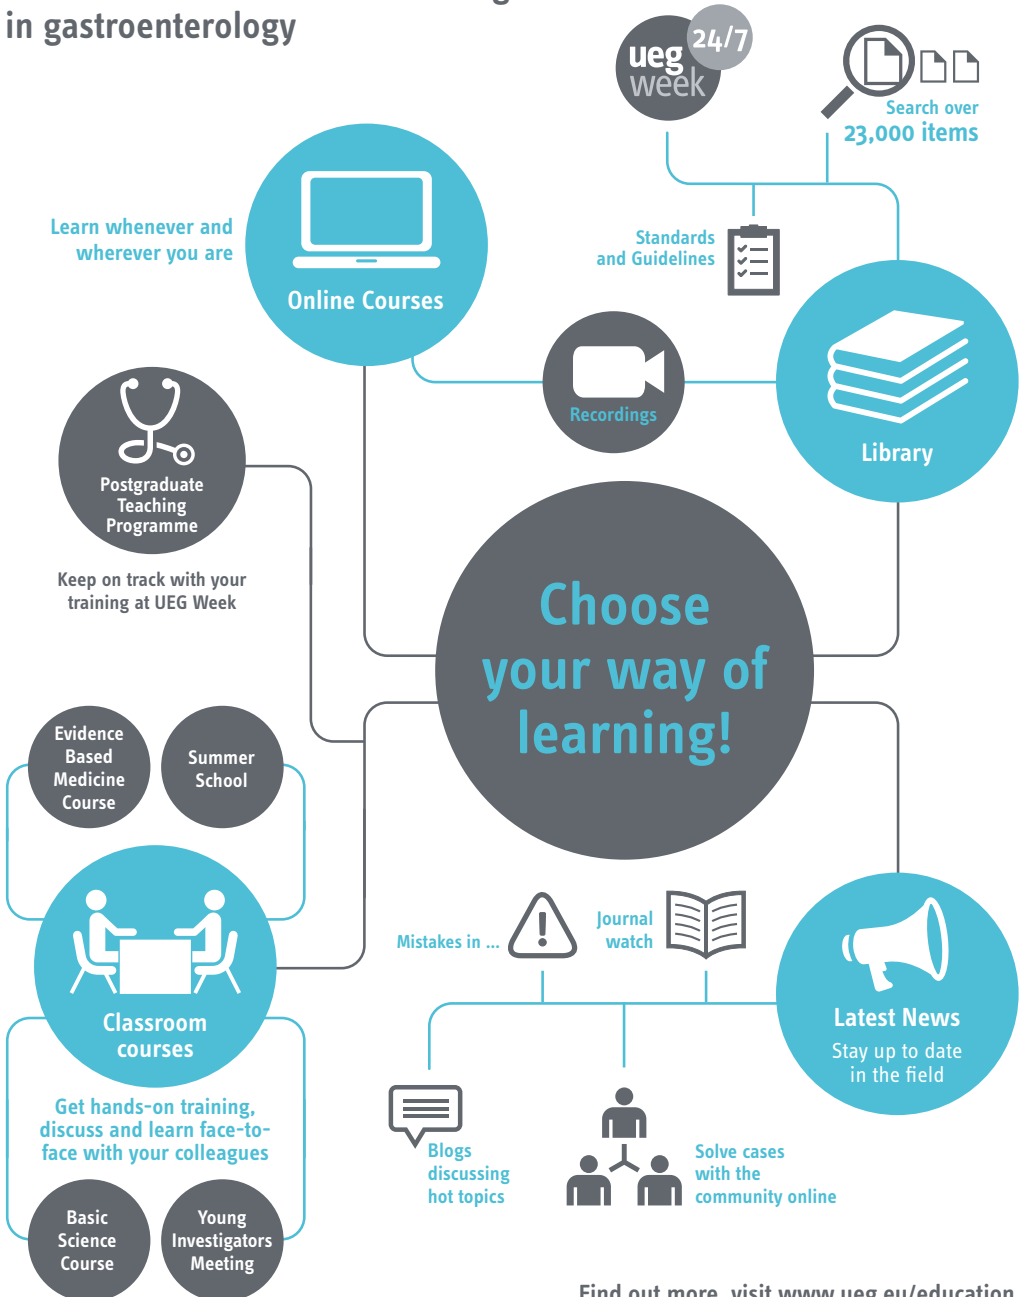 in gastroenterology
ueg
week
24/7
Search over
23,000 items
Learn whenever and
wherever you are
Online Courses
Standards
and Guidelines
Recordings
Library
Postgraduate
Teaching
Programme
Keep on track with your
training at UEG Week
Choose
your way of
learning!
Evidence
Based
Medicine
Course
Summer
School
Classroom
courses
Get hands-on training,
discuss and learn face-to-
face with your colleagues
Basic
Science
Course
Young
Investigators
Meeting
Mistakes in ...
Journal
watch
Latest News
Stay up to date
in the field
Blogs
discussing
hot topics
Solve cases
with the
community online
Find out more, visit www.ueg.eu/education